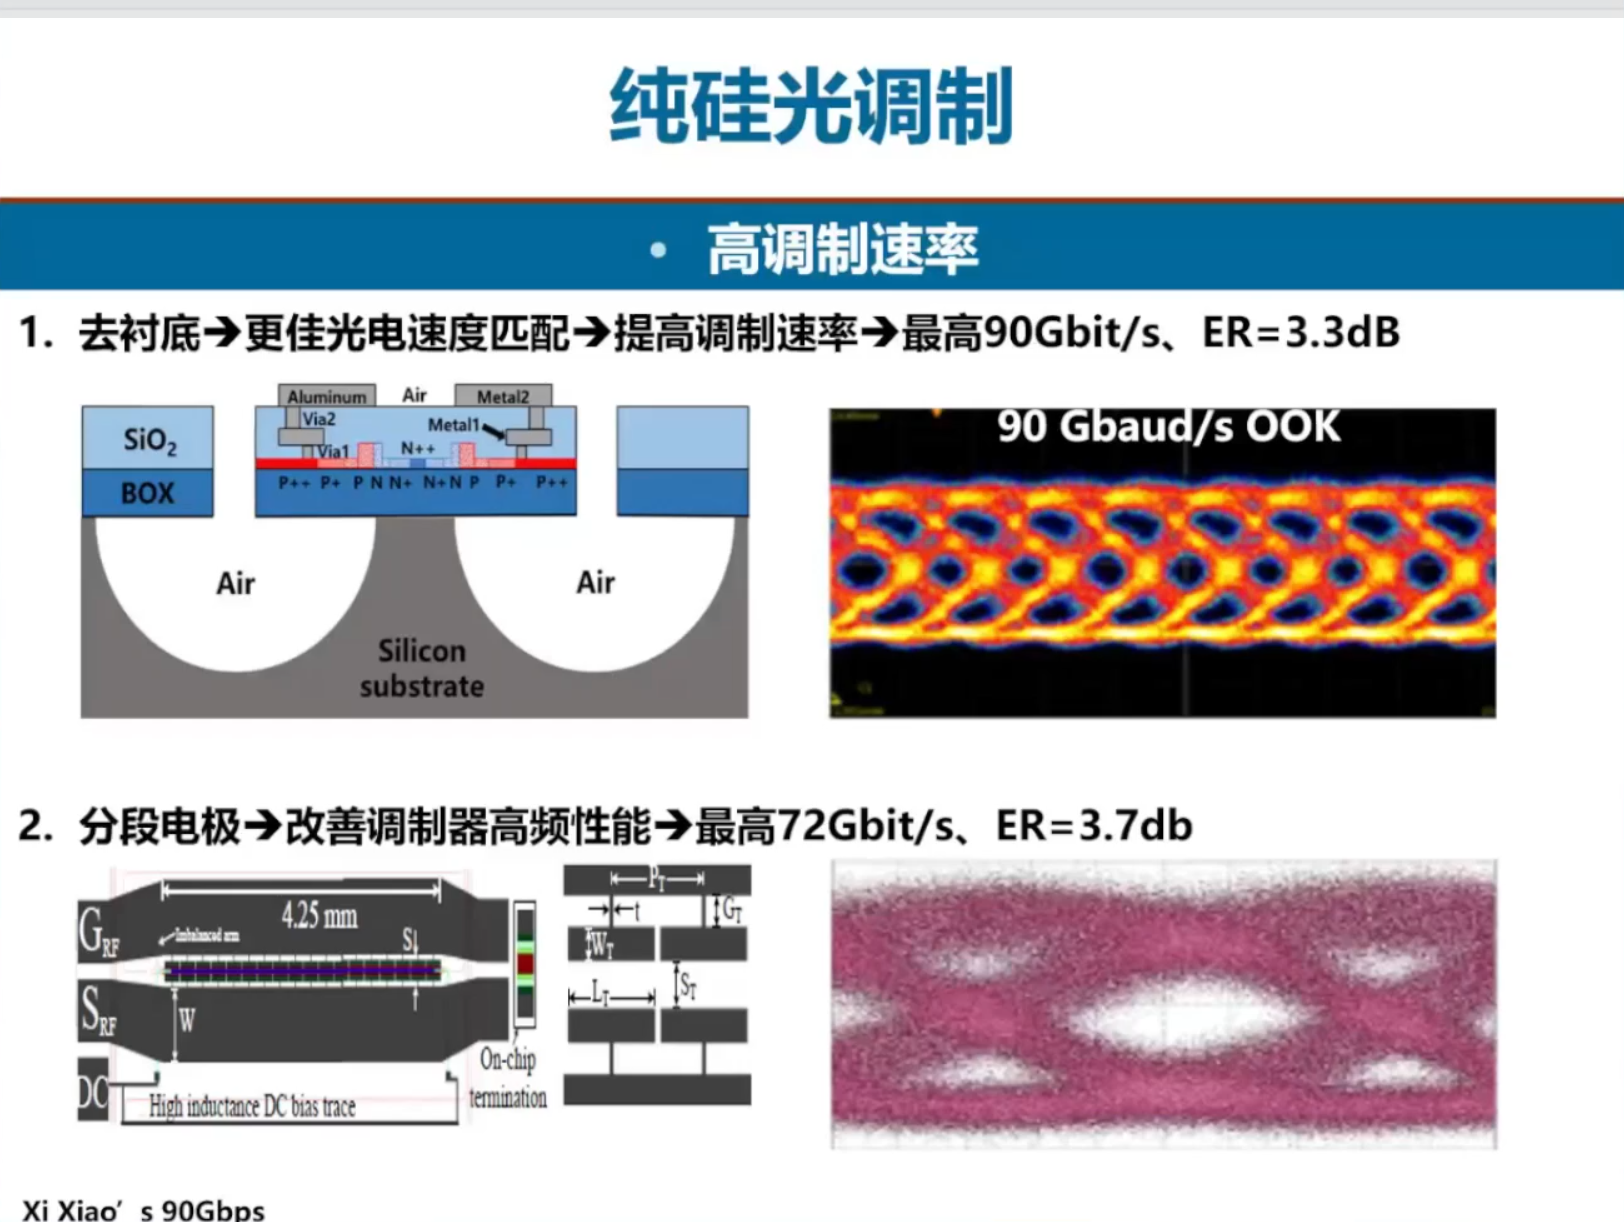 纯硅光调制
• 高调制速率
1. 去衬底→更佳光电速度匹配→提高调制速率→最高90Gbit/s、ER=3.3dB
Aluminum Air Metal2
SiO₂ Via2 Metal1
Via1 N++
BOX P++ P+ P N N+ N+ N P P+ P++
Air Air
Silicon
substrate
90 Gbaud/s OOK
2. 分段电极→改善调制器高频性能→最高72Gbit/s、ER=3.7db
4.25 mm
G_RF Imbalanced arm S
S_RF W
DC High inductance DC bias trace
On-chip
termination
P_T
t G_T
W_T
L_T S_T
Xi Xiao’s 90Gbps